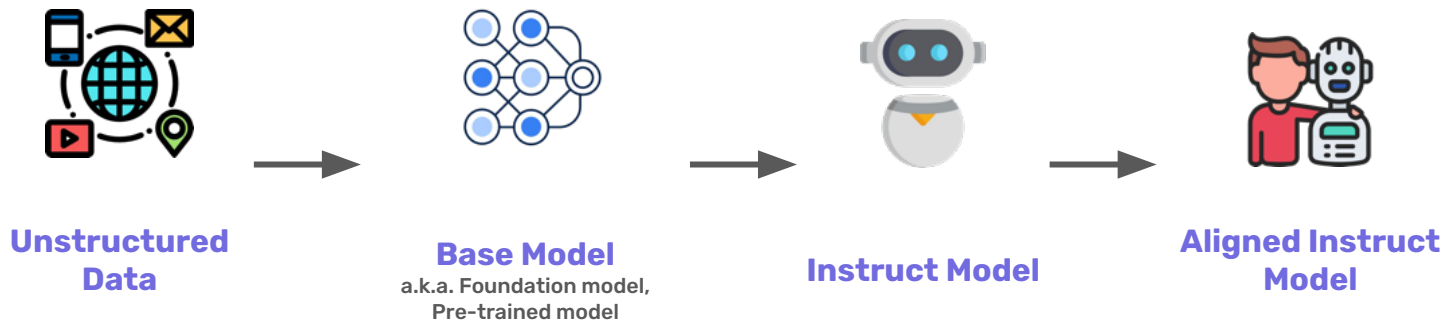 Unstructured
Data
Base Model
a.k.a. Foundation model,
Pre-trained model
Instruct Model
Aligned Instruct
Model